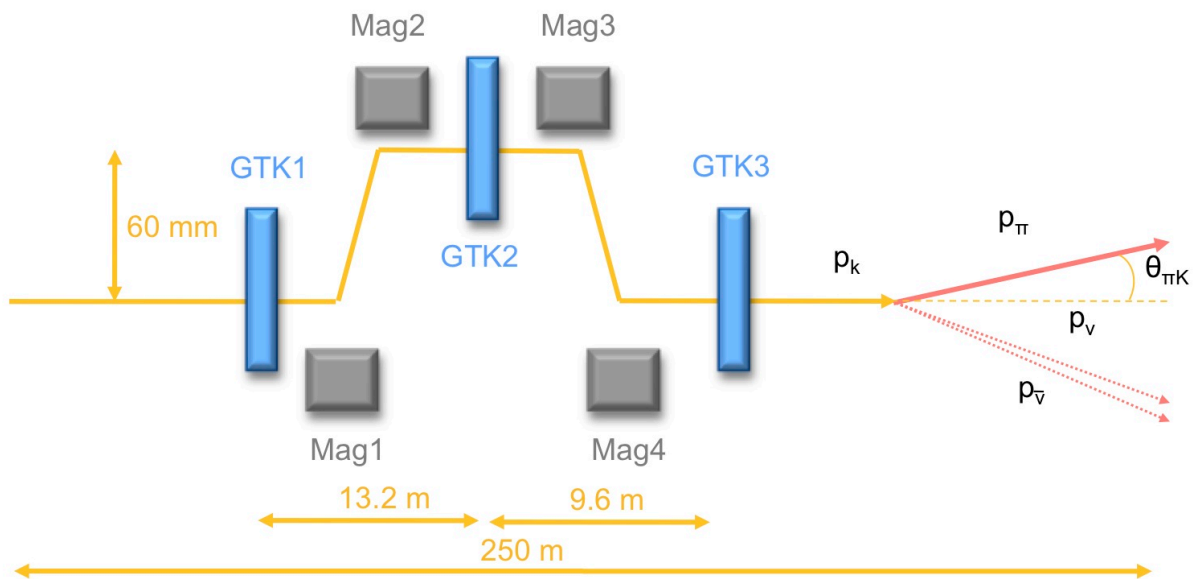 Mag2
Mag3
GTK1
GTK3
60 mm
GTK2
pπ
pk
θπK
pν
pν̅
Mag1
Mag4
13.2 m
9.6 m
250 m